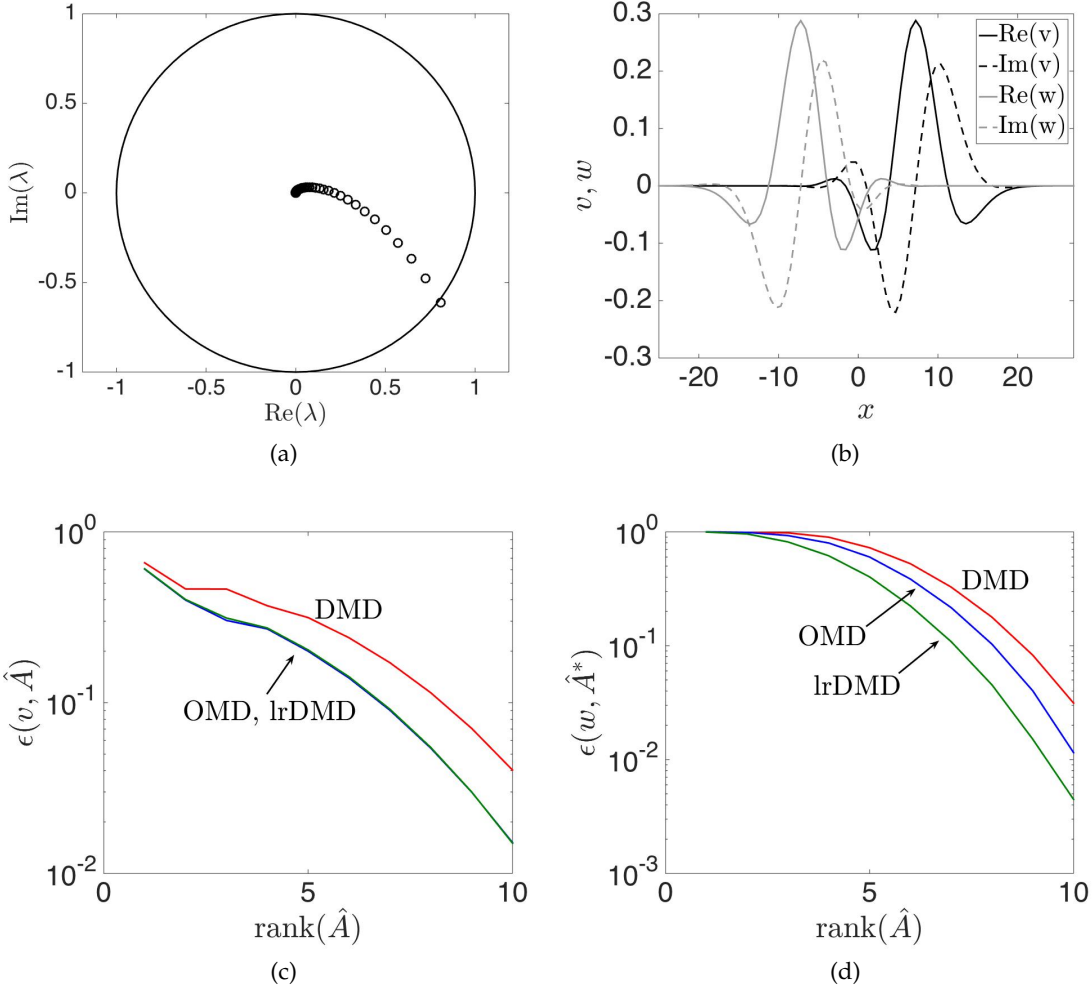 1
0.5
0
-0.5
-1
Im(λ)
-1 -0.5 0 0.5 1
Re(λ)
(a)
0.3
0.2
0.1
0
-0.1
-0.2
-0.3
v, w
Re(v)
Im(v)
Re(w)
Im(w)
-20 -10 0 10 20
x
(b)
10^0
10^-1
10^-2
ϵ(v, Â)
DMD
OMD, lrDMD
0 5 10
rank(Â)
(c)
10^0
10^-1
10^-2
10^-3
ϵ(w, Â*)
DMD
OMD
lrDMD
0 5 10
rank(Â)
(d)